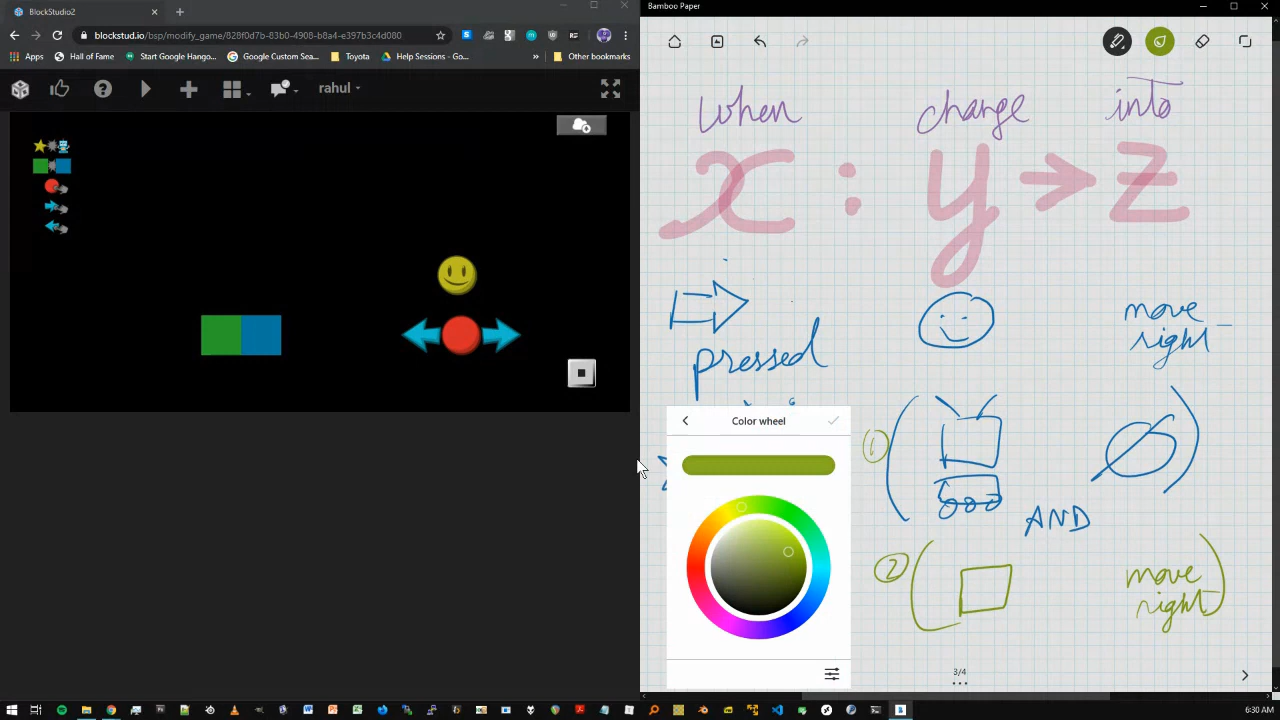 BlockStudio2
blockstud.io/bsp/modify_game/828f0d7b-83b0-4908-b8a4-e397b3c4d080
Apps
Hall of Fame
Start Google Hango...
Google Custom Sea...
Toyota
Help Sessions - Go...
»
Other bookmarks
rahul
Bamboo Paper
when change into
x : y → z
pressed
move
right
Color wheel
1
AND
2
move
right
3/4
6:30 AM